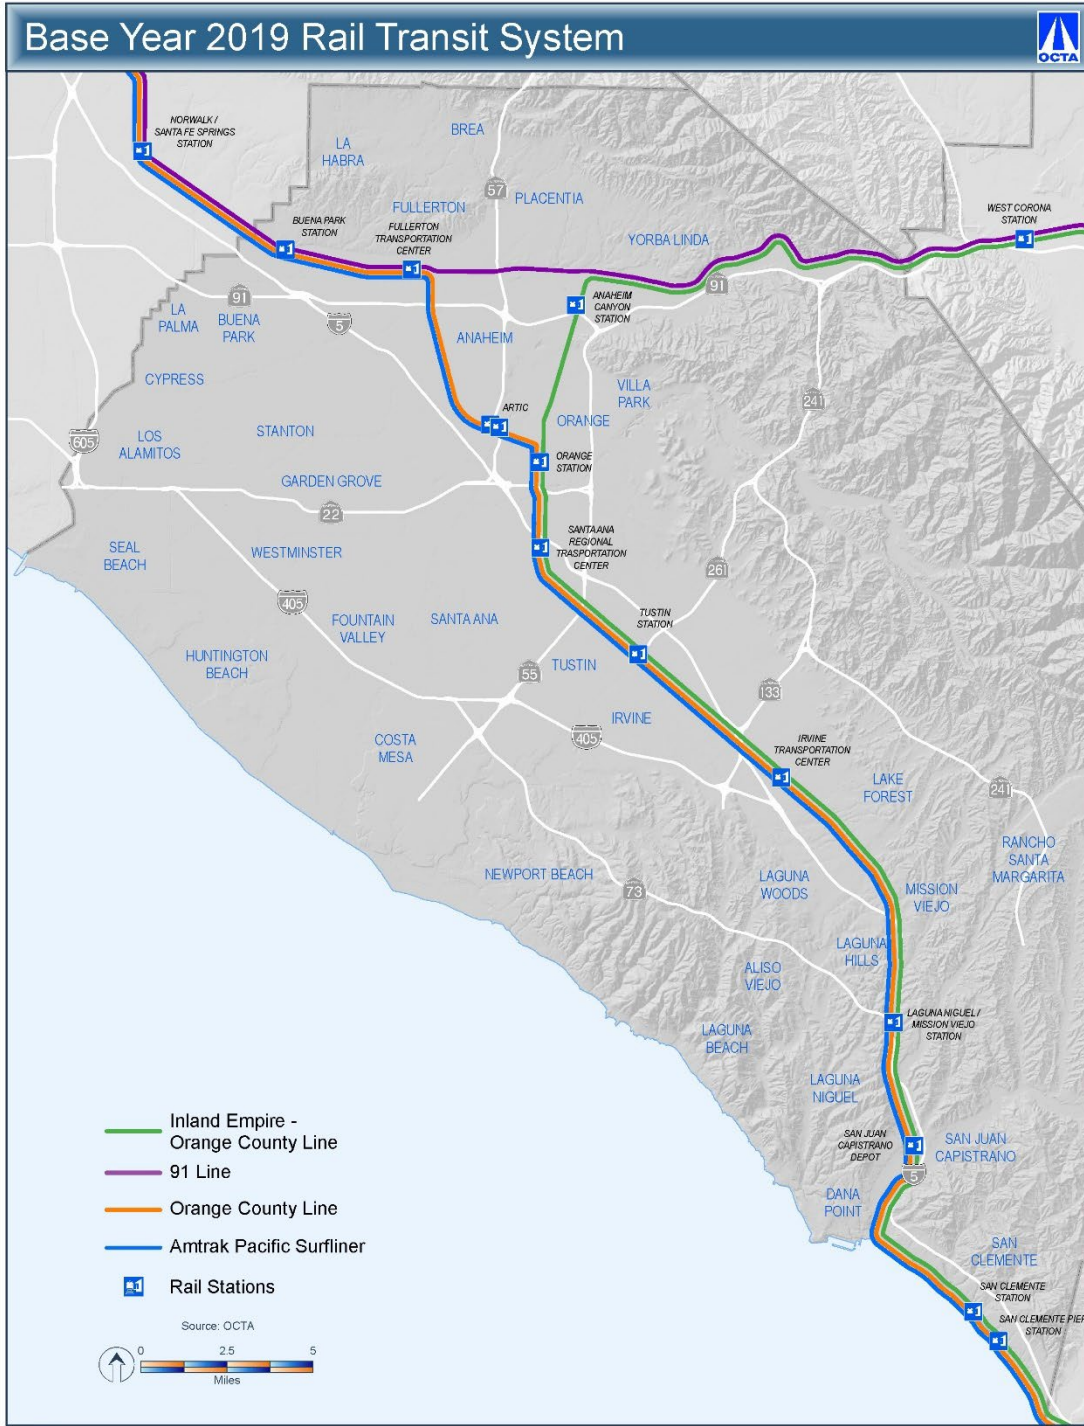 Base Year 2019 Rail Transit System
OCTA
NORWALK /
SANTA FE SPRINGS
STATION
BREA
LA
HABRA
57
PLACENTIA
FULLERTON
BUENA PARK
STATION
FULLERTON
TRANSPORTATION
CENTER
YORBA LINDA
WEST CORONA
STATION
91
ANAHEIM
CANYON
STATION
91
LA
PALMA
BUENA
PARK
5
ANAHEIM
CYPRESS
VILLA
PARK
241
ARTIC
ORANGE
STANTON
605
LOS
ALAMITOS
ORANGE
STATION
GARDEN GROVE
22
SANTA ANA
REGIONAL
TRASPORTATION
CENTER
SEAL
BEACH
WESTMINSTER
261
405
FOUNTAIN
VALLEY
SANTA ANA
TUSTIN
STATION
HUNTINGTON
BEACH
55
TUSTIN
133
IRVINE
405
COSTA
MESA
IRVINE
TRANSPORTATION
CENTER
LAKE
FOREST
241
RANCHO
SANTA
MARGARITA
NEWPORT BEACH
73
LAGUNA
WOODS
MISSION
VIEJO
LAGUNA
HILLS
ALISO
VIEJO
LAGUNA NIGUEL /
MISSION VIEJO
STATION
LAGUNA
BEACH
LAGUNA
NIGUEL
SAN JUAN
CAPISTRANO
DEPOT
SAN JUAN
CAPISTRANO
5
DANA
POINT
SAN
CLEMENTE
SAN CLEMENTE
STATION
SAN CLEMENTE PIER
STATION
Inland Empire -
Orange County Line
91 Line
Orange County Line
Amtrak Pacific Surfliner
Rail Stations
Source: OCTA
0 2.5 5
Miles